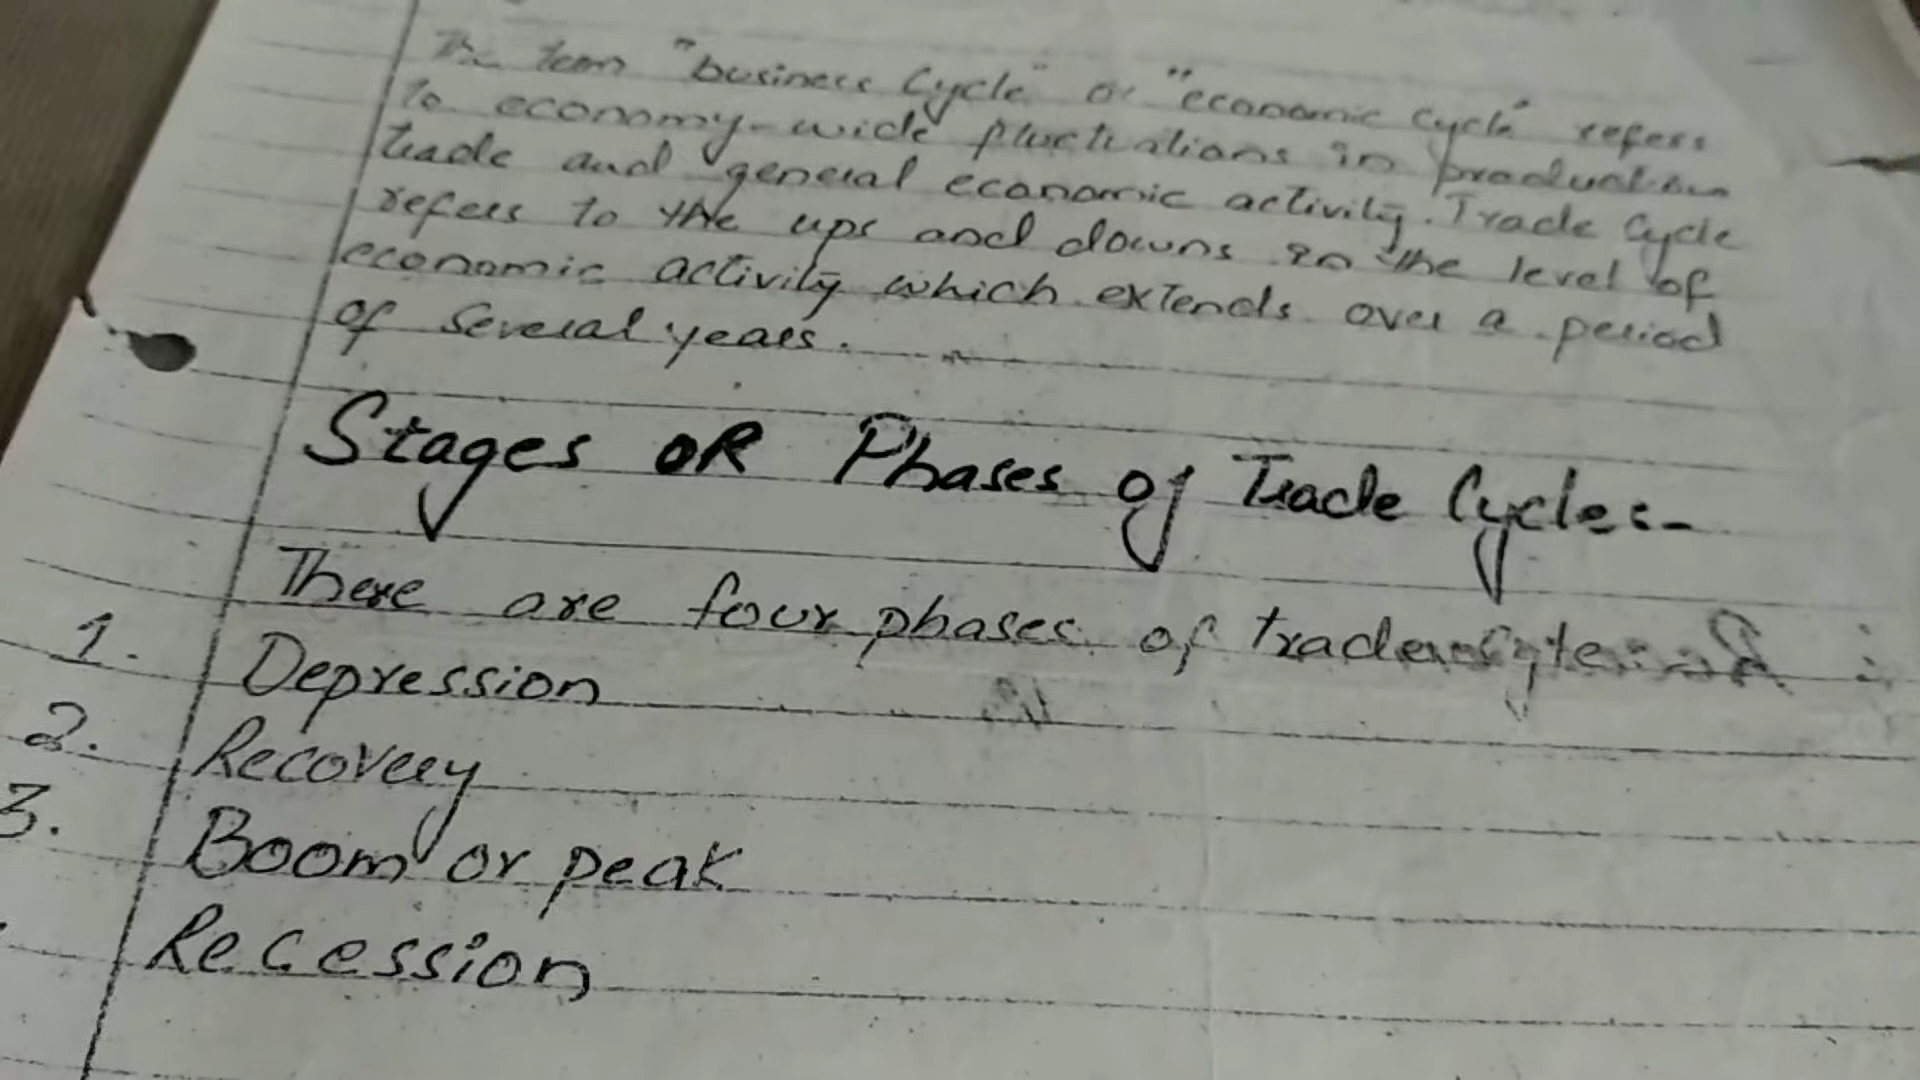 The term "business Cycle" or "economic cycle" refers
to economy-wide fluctuations in production
trade and general economic activity. Trade Cycle
refers to the ups and downs in the level of
economic activity which extends over a period
of several years.
Stages OR Phases of Trade Cycle:-
There are four phases of trade
1. Depression
2. Recovery
3. Boom or peak
Recession